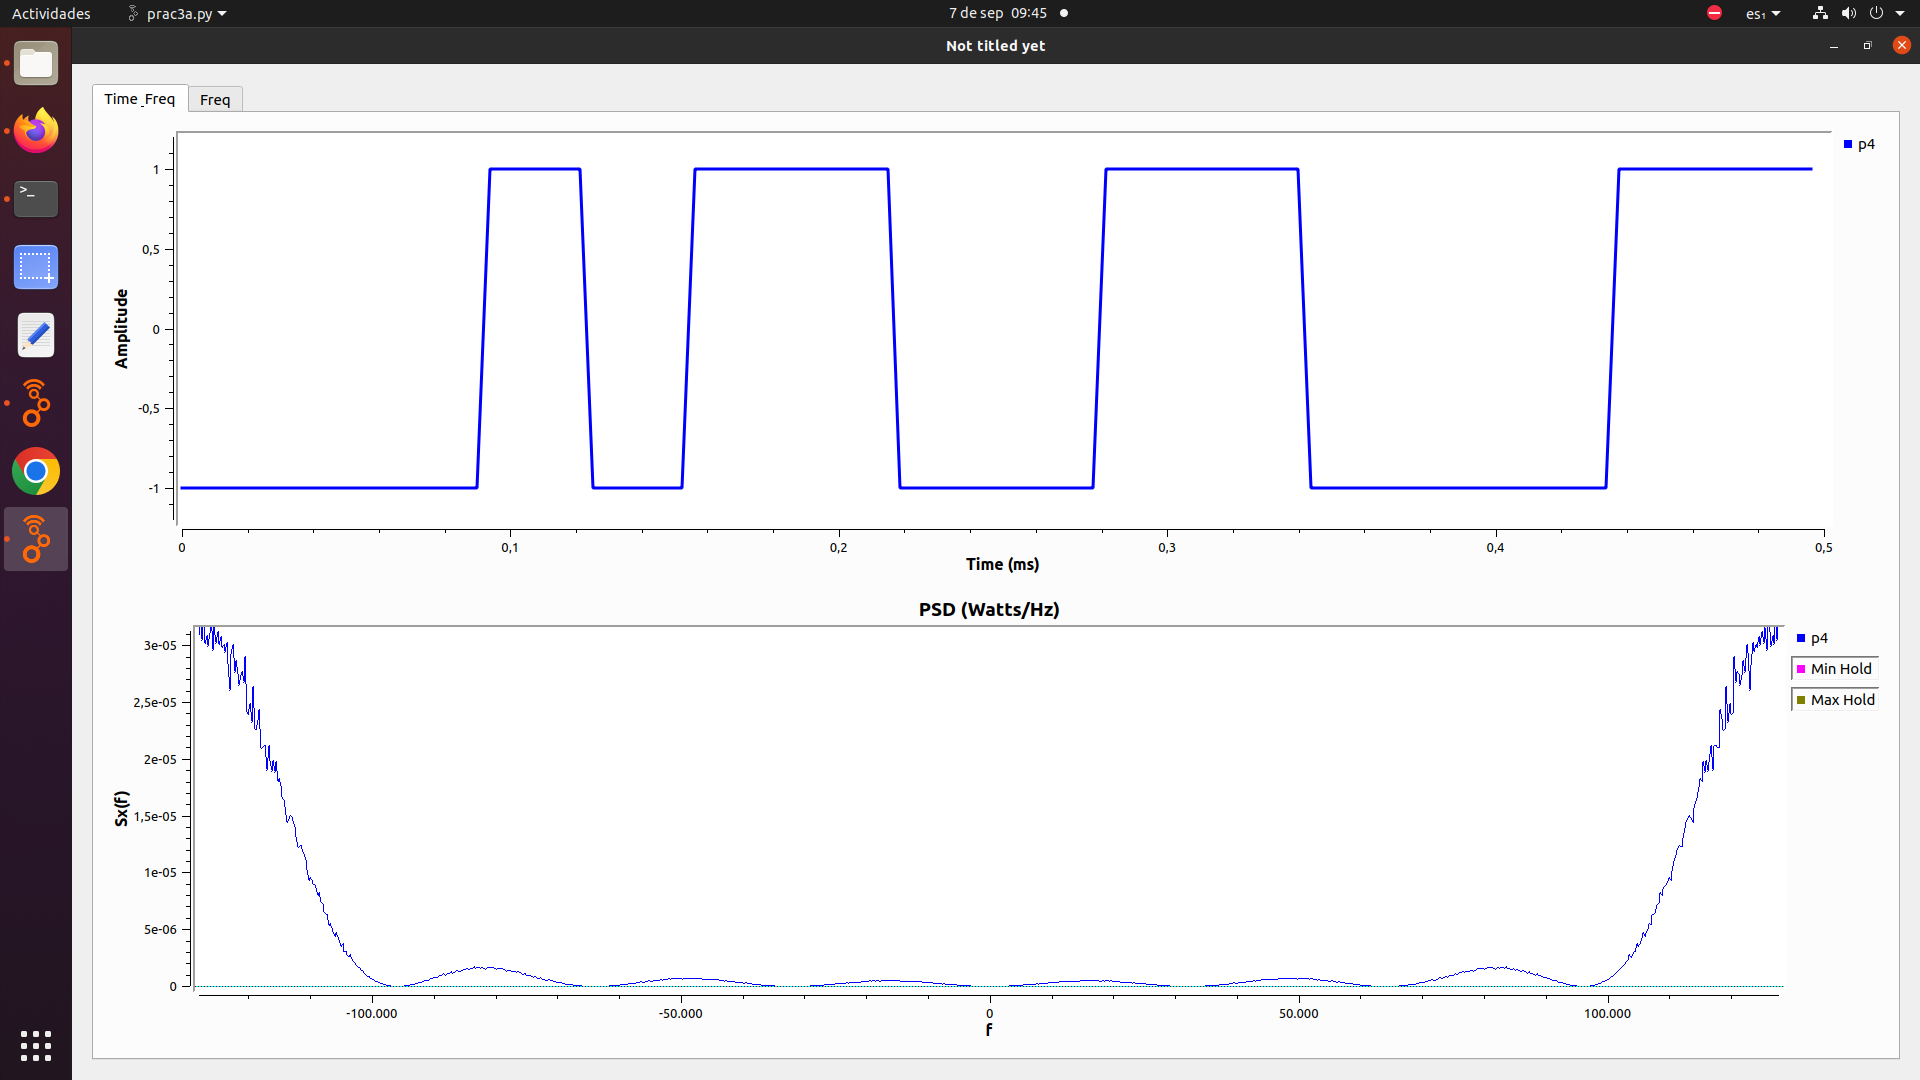 Actividades prac3a.py 7 de sep 09:45 es₁
Not titled yet
Time_Freq Freq
p4
1
0,5
0
-0,5
-1
Amplitude
0 0,1 0,2 0,3 0,4 0,5
Time (ms)
PSD (Watts/Hz)
p4
Min Hold
Max Hold
3e-05
2,5e-05
2e-05
1,5e-05
1e-05
5e-06
0
Sx(f)
-100.000 -50.000 0 50.000 100.000
f